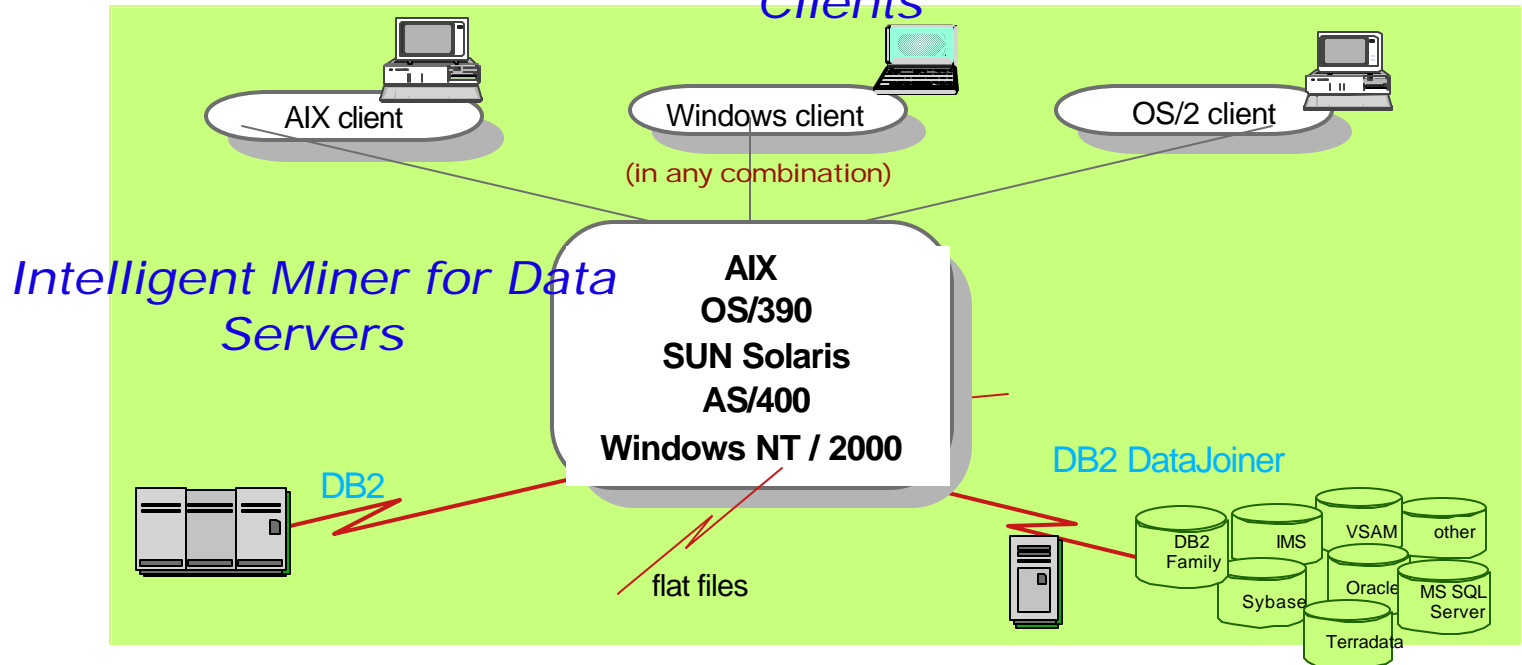 Clients
AIX client
Windows client
OS/2 client
(in any combination)
Intelligent Miner for Data
Servers
AIX
OS/390
SUN Solaris
AS/400
Windows NT / 2000
DB2
DB2 DataJoiner
flat files
DB2
Family
IMS
VSAM
other
Sybase
Oracle
MS SQL
Server
Terradata